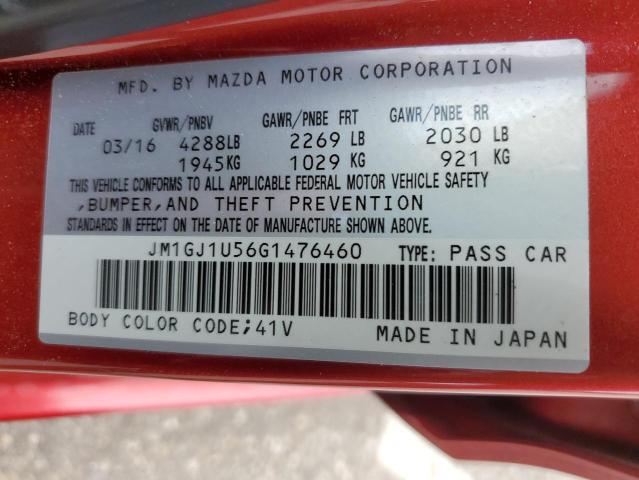 MFD. BY MAZDA MOTOR CORPORATION
DATE GVWR/PNBV GAWR/PNBE FRT GAWR/PNBE RR
03/16 4288LB 2269 LB 2030 LB
1945KG 1029 KG 921 KG
THIS VEHICLE CONFORMS TO ALL APPLICABLE FEDERAL MOTOR VEHICLE SAFETY
,BUMPER,AND THEFT PREVENTION
STANDARDS IN EFFECT ON THE DATE OF MANUFACTURE SHOWN ABOVE.
JM1GJ1U56G1476460 TYPE: PASS CAR
BODY COLOR CODE;41V MADE IN JAPAN